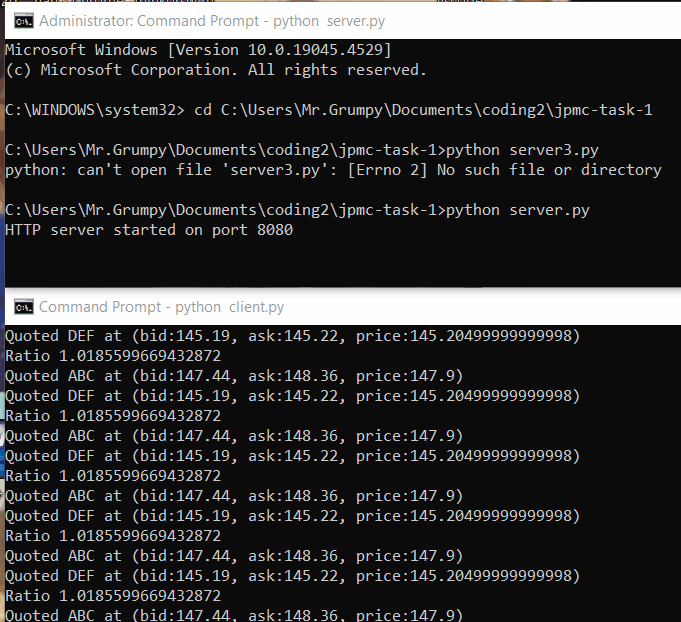 Administrator: Command Prompt - python server.py
Microsoft Windows [Version 10.0.19045.4529]
(c) Microsoft Corporation. All rights reserved.
C:\WINDOWS\system32> cd C:\Users\Mr.Grumpy\Documents\coding2\jpmc-task-1
C:\Users\Mr.Grumpy\Documents\coding2\jpmc-task-1>python server3.py
python: can't open file 'server3.py': [Errno 2] No such file or directory
C:\Users\Mr.Grumpy\Documents\coding2\jpmc-task-1>python server.py
HTTP server started on port 8080
Command Prompt - python client.py
Quoted DEF at (bid:145.19, ask:145.22, price:145.20499999999998)
Ratio 1.0185599669432872
Quoted ABC at (bid:147.44, ask:148.36, price:147.9)
Quoted DEF at (bid:145.19, ask:145.22, price:145.20499999999998)
Ratio 1.0185599669432872
Quoted ABC at (bid:147.44, ask:148.36, price:147.9)
Quoted DEF at (bid:145.19, ask:145.22, price:145.20499999999998)
Ratio 1.0185599669432872
Quoted ABC at (bid:147.44, ask:148.36, price:147.9)
Quoted DEF at (bid:145.19, ask:145.22, price:145.20499999999998)
Ratio 1.0185599669432872
Quoted ABC at (bid:147.44, ask:148.36, price:147.9)
Quoted DEF at (bid:145.19, ask:145.22, price:145.20499999999998)
Ratio 1.0185599669432872
Quoted ABC at (bid:147.44, ask:148.36, price:147.9)